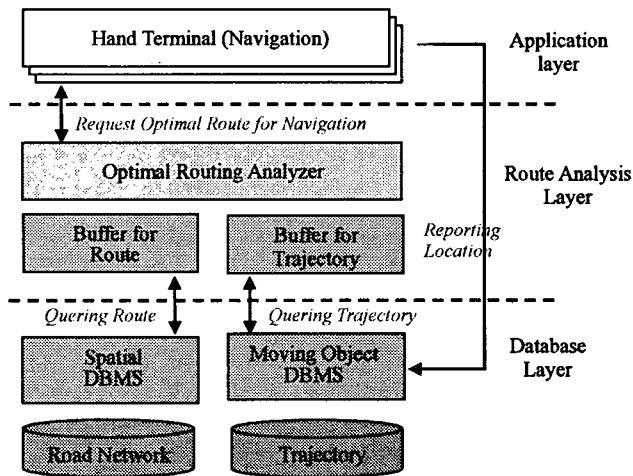 Hand Terminal (Navigation)
Application
layer
Request Optimal Route for Navigation
Optimal Routing Analyzer
Route Analysis
Layer
Buffer for
Route
Buffer for
Trajectory
Reporting
Location
Quering Route
Quering Trajectory
Spatial
DBMS
Moving Object
DBMS
Database
Layer
Road Network
Trajectory